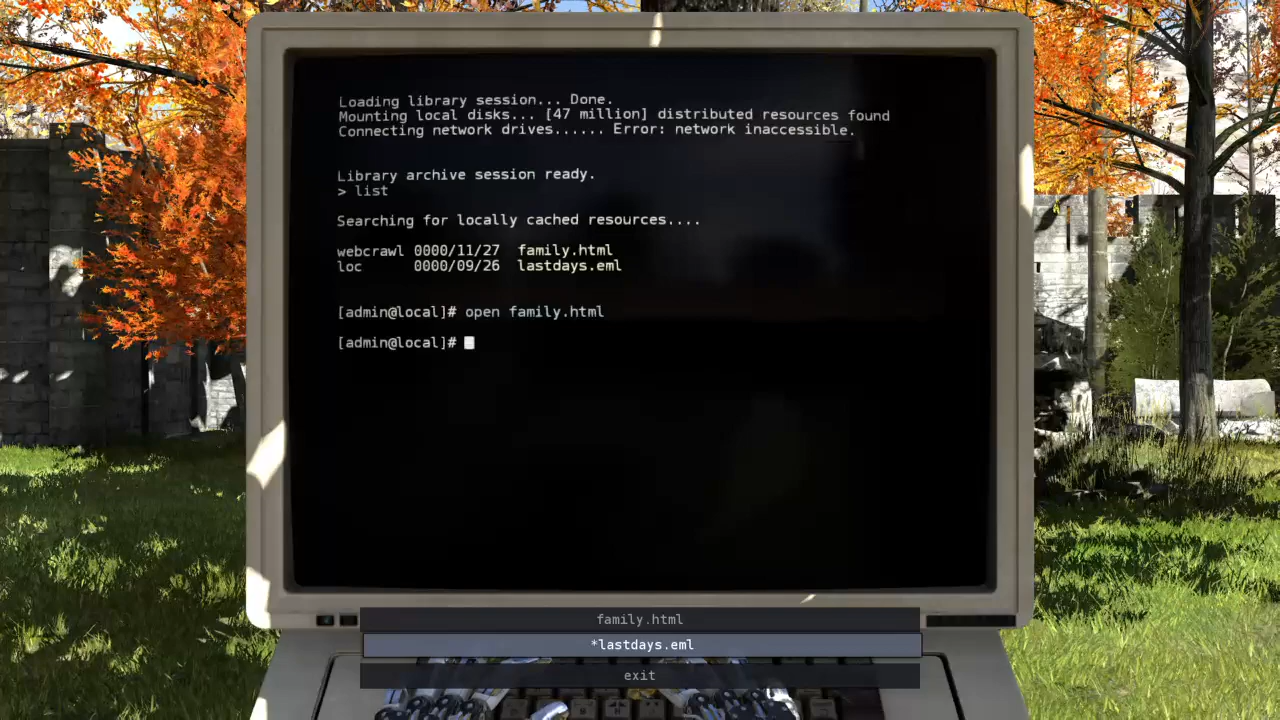 Loading library session... Done.
Mounting local disks... [47 million] distributed resources found
Connecting network drives...... Error: network inaccessible.
Library archive session ready.
> list
Searching for locally cached resources....
webcrawl 0000/11/27 family.html
loc 0000/09/26 lastdays.eml
[admin@local]# open family.html
[admin@local]#
family.html
*lastdays.eml
exit